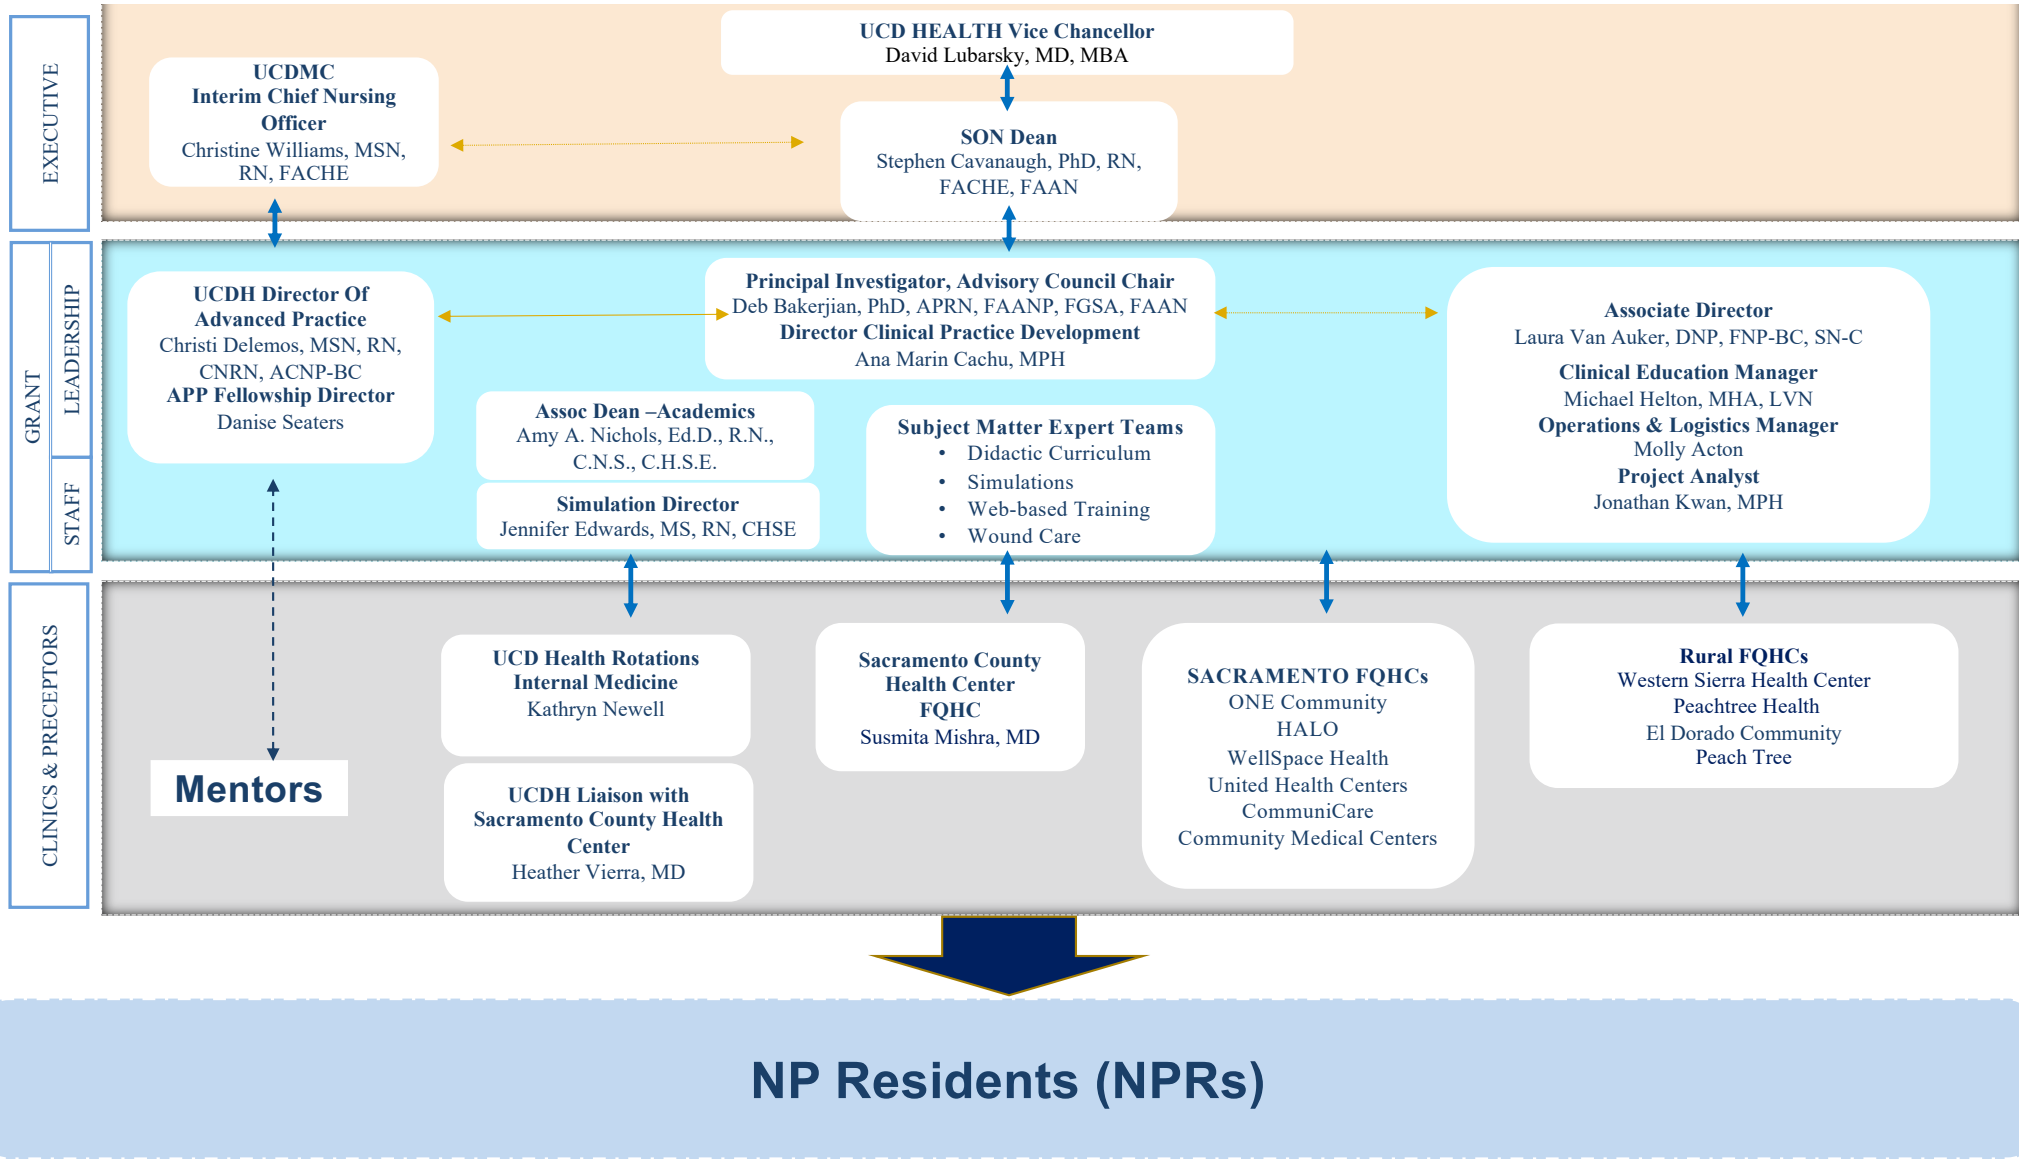 EXECUTIVE
UCD HEALTH Vice Chancellor
David Lubarsky, MD, MBA
UCDMC
Interim Chief Nursing
Officer
Christine Williams, MSN,
RN, FACHE
SON Dean
Stephen Cavanaugh, PhD, RN,
FACHE, FAAN
GRANT
LEADERSHIP
STAFF
UCDH Director Of
Advanced Practice
Christi Delemos, MSN, RN,
CNRN, ACNP-BC
APP Fellowship Director
Danise Seaters
Principal Investigator, Advisory Council Chair
Deb Bakerjian, PhD, APRN, FAANP, FGSA, FAAN
Director Clinical Practice Development
Ana Marin Cachu, MPH
Associate Director
Laura Van Auker, DNP, FNP-BC, SN-C
Clinical Education Manager
Michael Helton, MHA, LVN
Operations & Logistics Manager
Molly Acton
Project Analyst
Jonathan Kwan, MPH
Assoc Dean –Academics
Amy A. Nichols, Ed.D., R.N.,
C.N.S., C.H.S.E.
Simulation Director
Jennifer Edwards, MS, RN, CHSE
Subject Matter Expert Teams
• Didactic Curriculum
• Simulations
• Web-based Training
• Wound Care
CLINICS & PRECEPTORS
Mentors
UCD Health Rotations
Internal Medicine
Kathryn Newell
UCDH Liaison with
Sacramento County Health
Center
Heather Vierra, MD
Sacramento County
Health Center
FQHC
Susmita Mishra, MD
SACRAMENTO FQHCs
ONE Community
HALO
WellSpace Health
United Health Centers
CommuniCare
Community Medical Centers
Rural FQHCs
Western Sierra Health Center
Peachtree Health
El Dorado Community
Peach Tree
NP Residents (NPRs)